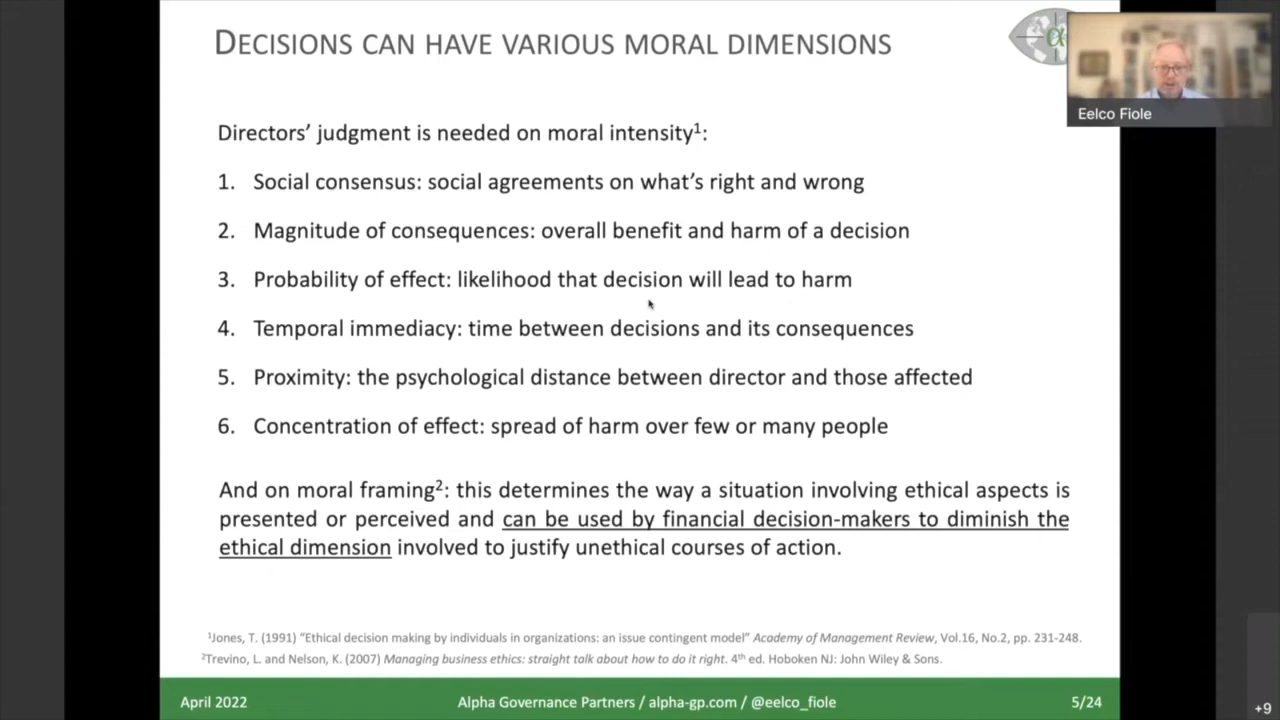 DECISIONS CAN HAVE VARIOUS MORAL DIMENSIONS
Eelco Fiole
Directors' judgment is needed on moral intensity¹:
1. Social consensus: social agreements on what's right and wrong
2. Magnitude of consequences: overall benefit and harm of a decision
3. Probability of effect: likelihood that decision will lead to harm
4. Temporal immediacy: time between decisions and its consequences
5. Proximity: the psychological distance between director and those affected
6. Concentration of effect: spread of harm over few or many people
And on moral framing²: this determines the way a situation involving ethical aspects is
presented or perceived and can be used by financial decision-makers to diminish the
ethical dimension involved to justify unethical courses of action.
¹Jones, T. (1991) “Ethical decision making by individuals in organizations: an issue contingent model” Academy of Management Review, Vol.16, No.2, pp. 231-248.
²Trevino, L. and Nelson, K. (2007) Managing business ethics: straight talk about how to do it right. 4th ed. Hoboken NJ: John Wiley & Sons.
April 2022
Alpha Governance Partners / alpha-gp.com / @eelco_fiole
5/24
+9